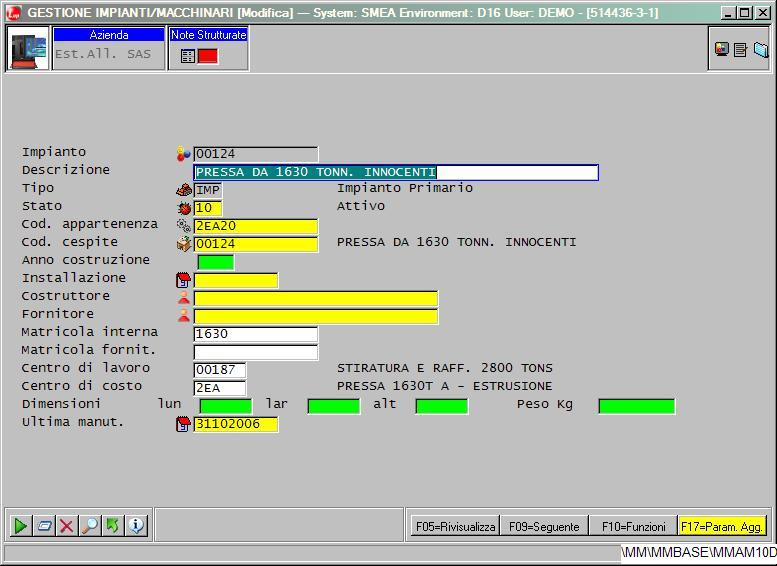 GESTIONE IMPIANTI/MACCHINARI [Modifica] — System: SMEA Environment: D16 User: DEMO - [514436-3-1]
Azienda
Note Strutturate
Est.All. SAS
Impianto 00124
Descrizione PRESSA DA 1630 TONN. INNOCENTI
Tipo IMP Impianto Primario
Stato 10 Attivo
Cod. appartenenza 2EA20
Cod. cespite 00124 PRESSA DA 1630 TONN. INNOCENTI
Anno costruzione
Installazione
Costruttore
Fornitore
Matricola interna 1630
Matricola fornit.
Centro di lavoro 00187 STIRATURA E RAFF. 2800 TONS
Centro di costo 2EA PRESSA 1630T A - ESTRUSIONE
Dimensioni lun lar alt Peso Kg
Ultima manut. 31102006
F05=Rivisualizza F09=Seguente F10=Funzioni F17=Param. Agg.
\MM\MMBASE\MMAM10D